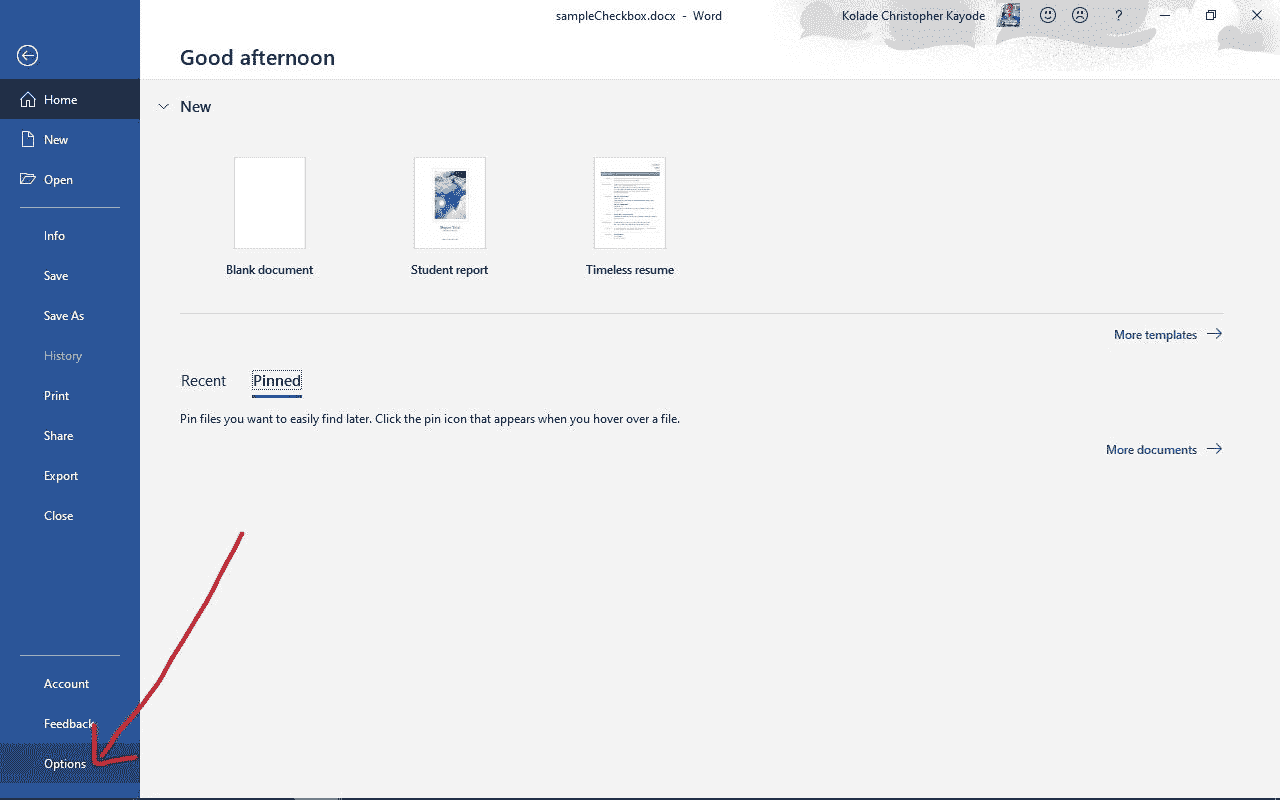 sampleCheckbox.docx - Word
Kolade Christopher Kayode
?
Good afternoon
Home
New
Open
Info
Save
Save As
History
Print
Share
Export
Close
Account
Feedback
Options
New
Blank document
Student report
Timeless resume
More templates
Recent
Pinned
Pin files you want to easily find later. Click the pin icon that appears when you hover over a file.
More documents